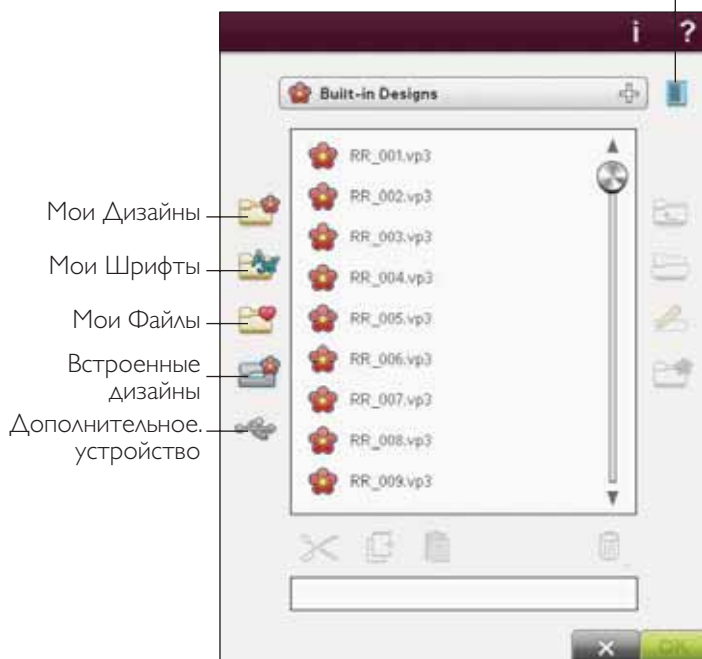 i ?
Built-in Designs
RR_001.vp3
RR_002.vp3
RR_003.vp3
RR_004.vp3
RR_005.vp3
RR_006.vp3
RR_007.vp3
RR_008.vp3
RR_009.vp3
Мои Дизайны
Мои Шрифты
Мои Файлы
Встроенные
дизайны
Дополнительное.
устройство
OK